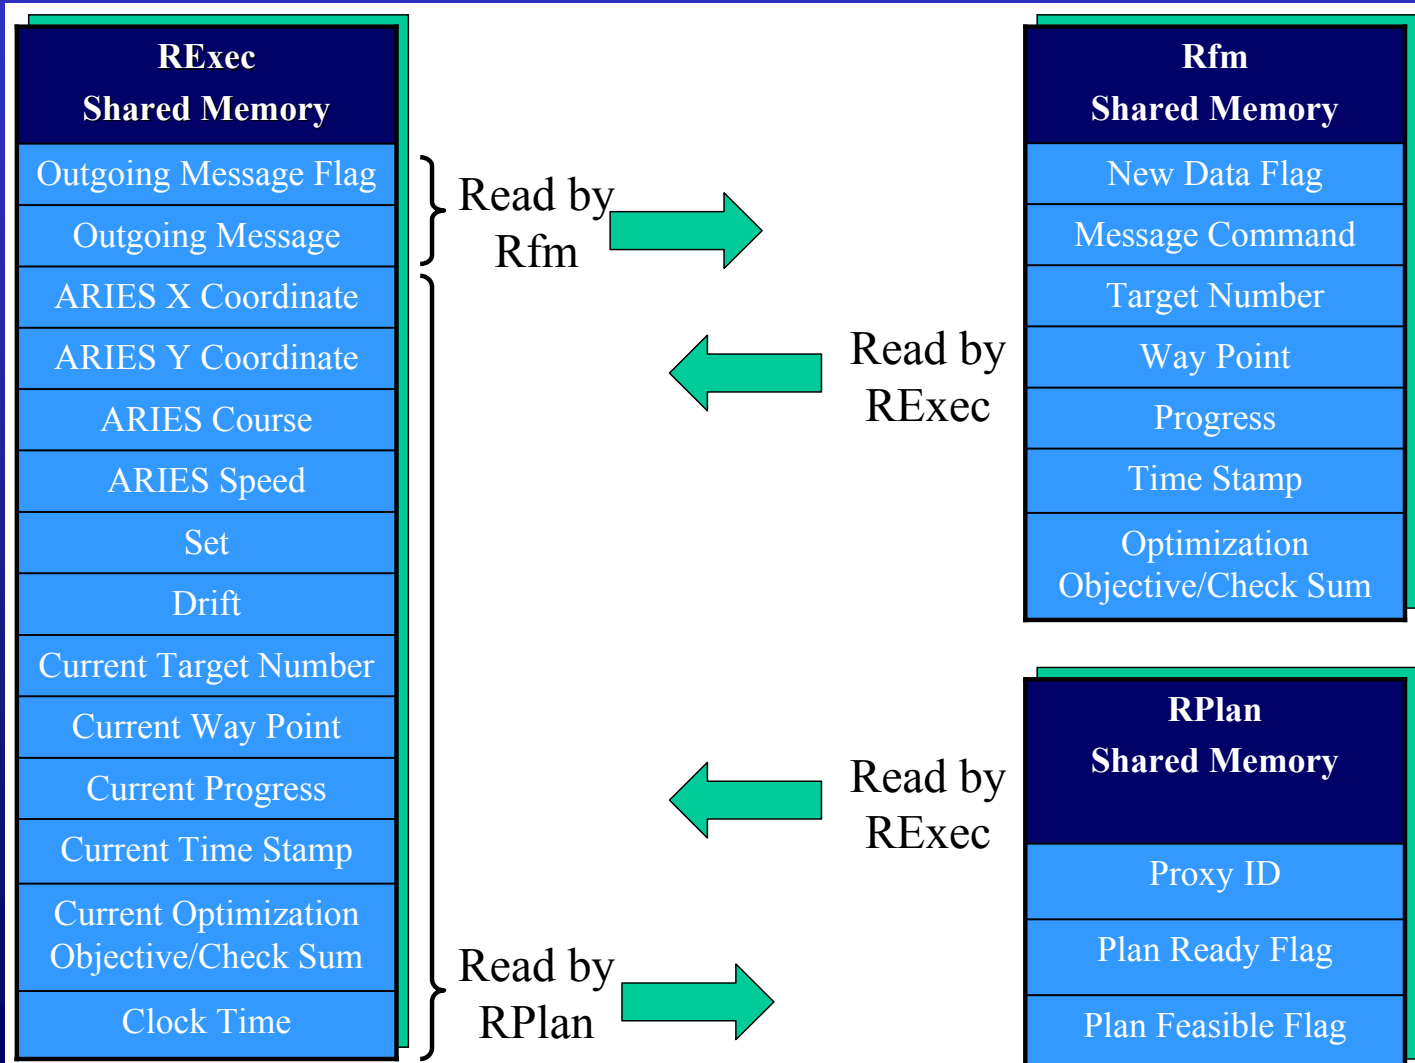 RExec
Shared Memory
Outgoing Message Flag
Outgoing Message
ARIES X Coordinate
ARIES Y Coordinate
ARIES Course
ARIES Speed
Set
Drift
Current Target Number
Current Way Point
Current Progress
Current Time Stamp
Current Optimization
Objective/Check Sum
Clock Time
Read by
Rfm
Read by
RExec
Read by
RExec
Read by
RPlan
Rfm
Shared Memory
New Data Flag
Message Command
Target Number
Way Point
Progress
Time Stamp
Optimization
Objective/Check Sum
RPlan
Shared Memory
Proxy ID
Plan Ready Flag
Plan Feasible Flag